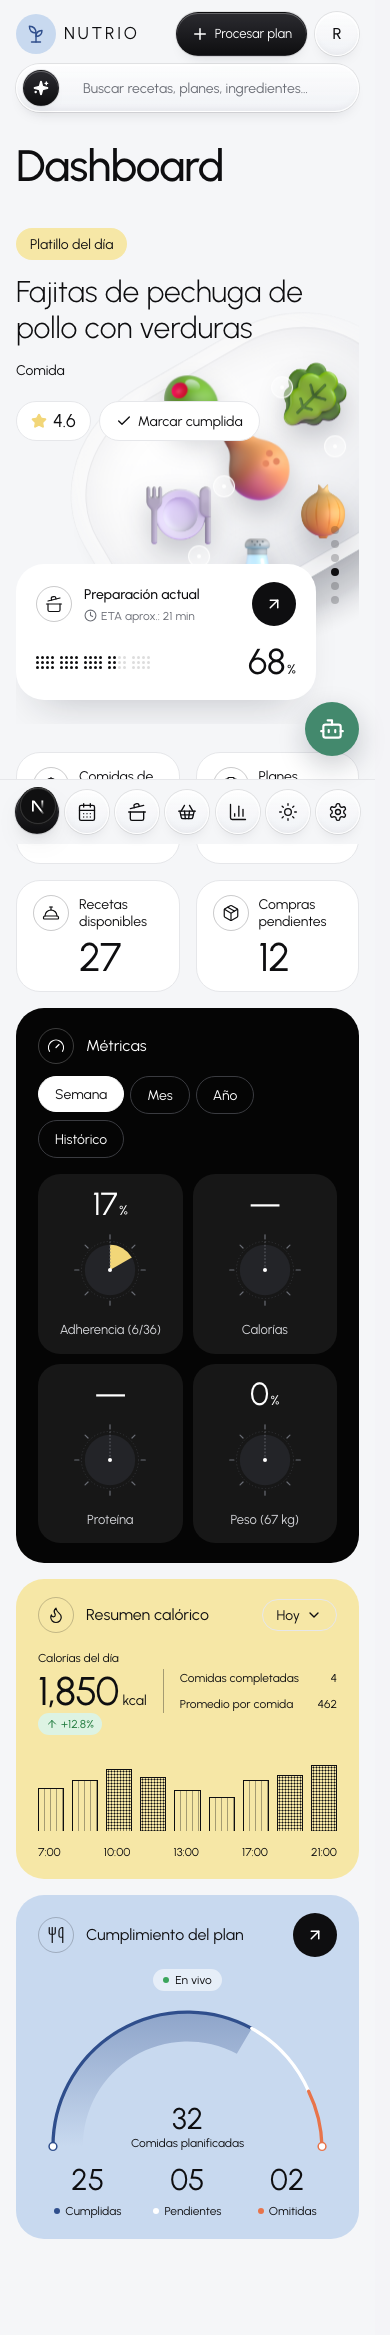 NUTRIO
Procesar plan
R
Buscar recetas, planes, ingredientes...
Dashboard
Platillo del día
Fajitas de pechuga de
pollo con verduras
Comida
4.6
Marcar cumplida
Preparación actual
ETA aprox.: 21 min
68%
Comidas de
Planes
N
Recetas
disponibles
27
Compras
pendientes
12
Métricas
Semana
Mes
Año
Histórico
17%
Adherencia (6/36)
—
Calorías
—
Proteína
0%
Peso (67 kg)
Resumen calórico
Hoy
Calorías del día
1,850 kcal
+12.8%
Comidas completadas 4
Promedio por comida 462
7:00 10:00 13:00 17:00 21:00
Cumplimiento del plan
En vivo
32
Comidas planificadas
25
Cumplidas
05
Pendientes
02
Omitidas